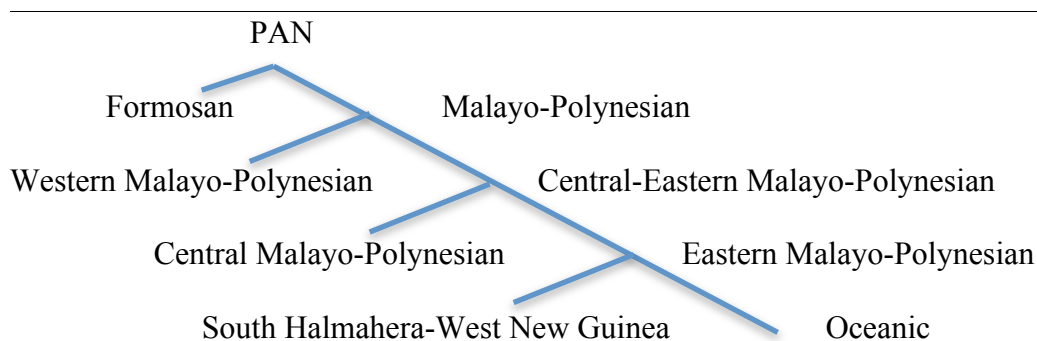 PAN
Formosan Malayo-Polynesian
Western Malayo-Polynesian Central-Eastern Malayo-Polynesian
Central Malayo-Polynesian Eastern Malayo-Polynesian
South Halmahera-West New Guinea Oceanic